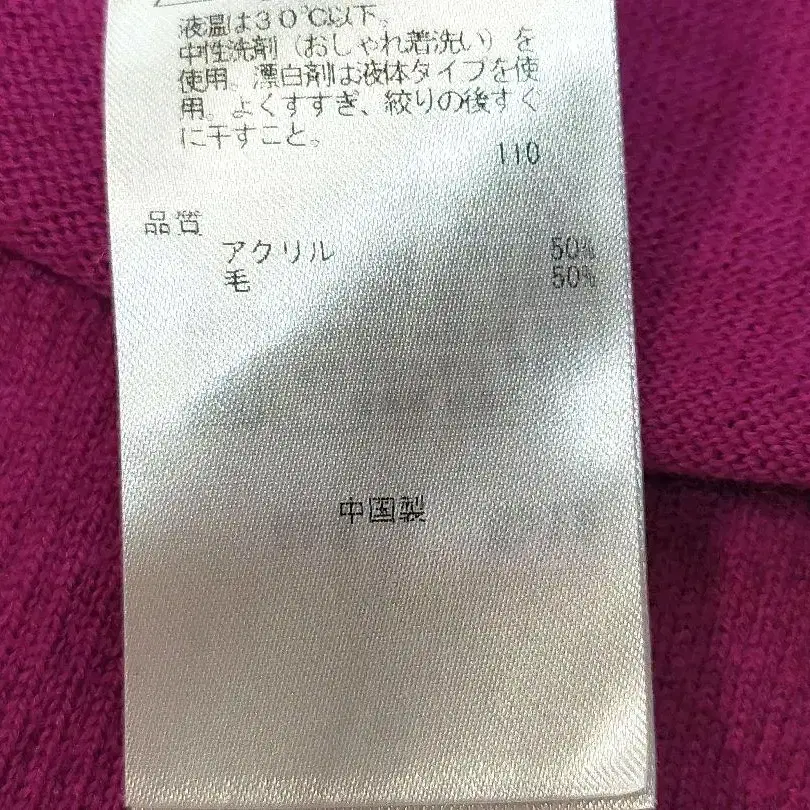 液温は30℃以下。
中性洗剤（おしゃれ着洗い）を
使用。漂白剤は液体タイプを使
用。よくすすぎ、絞りの後すぐ
に干すこと。
110
品質
アクリル 50%
毛 50%
中国製